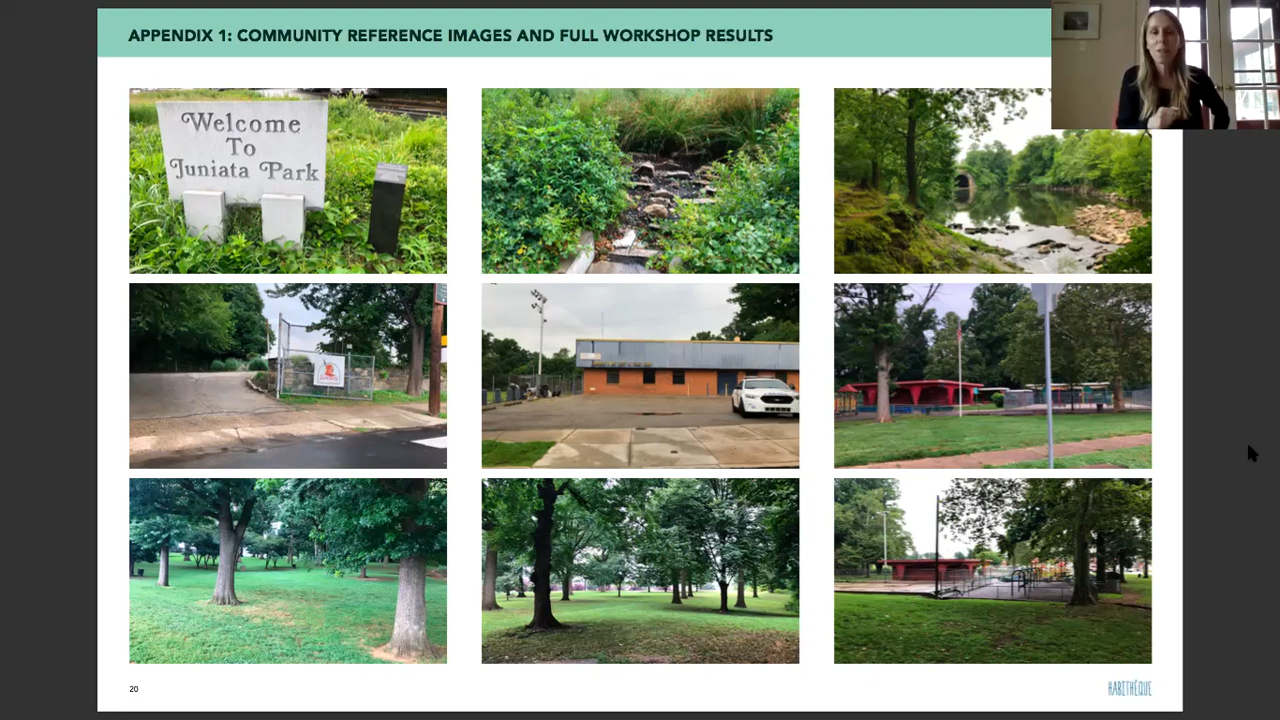 APPENDIX 1: COMMUNITY REFERENCE IMAGES AND FULL WORKSHOP RESULTS
Welcome
To
Juniata Park
20
HABITHÈQUE